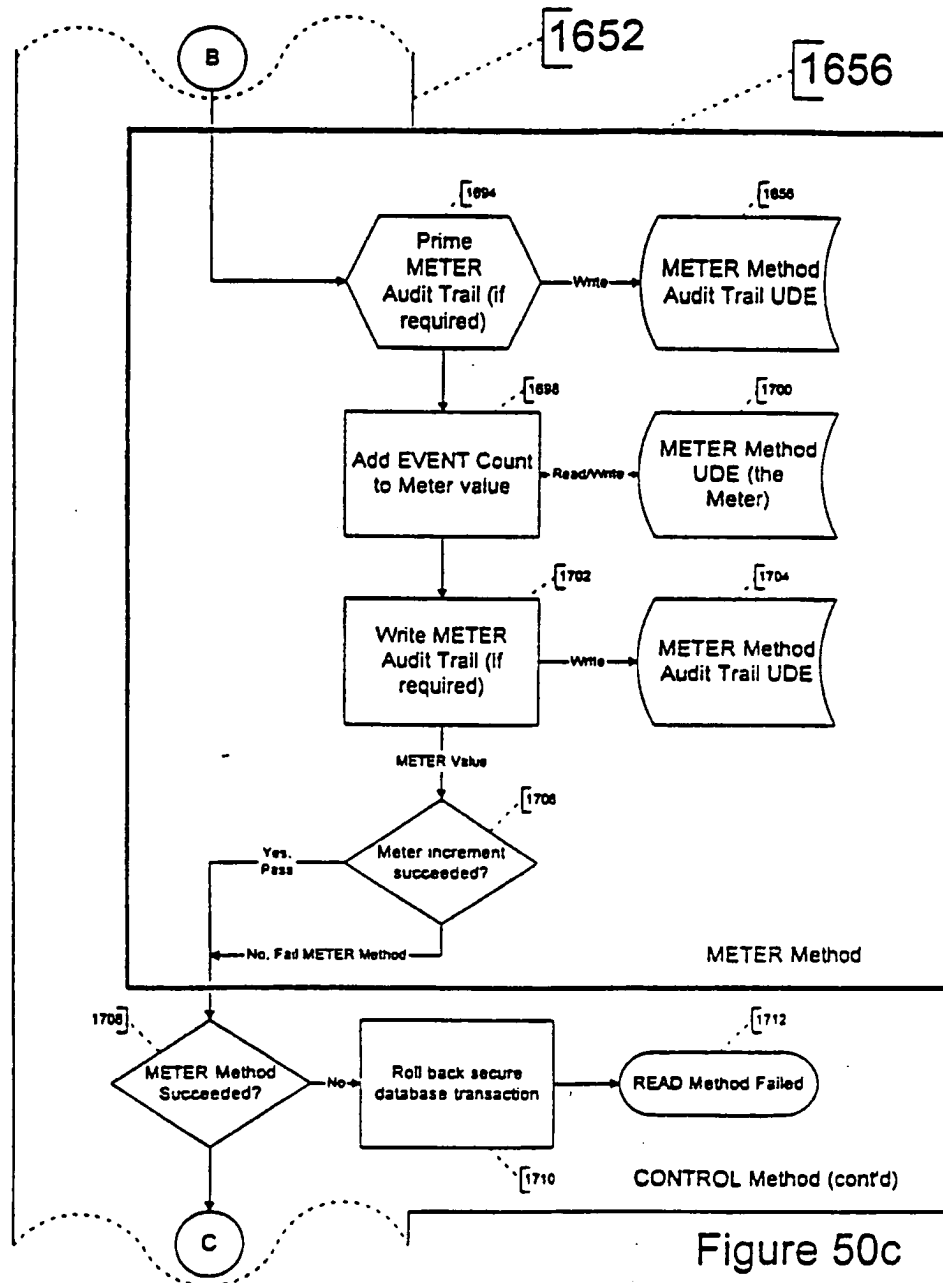 B
1652
1656
1694
Prime
METER
Audit Trail (if
required)
Write
1656
METER Method
Audit Trail UDE
1698
Add EVENT Count
to Meter value
Read/Write
1700
METER Method
UDE (the
Meter)
1702
Write METER
Audit Trail (if
required)
Write
1704
METER Method
Audit Trail UDE
METER Value
1706
Meter increment
succeeded?
Yes,
Pass
No, Fail METER Method
METER Method
1708
METER Method
Succeeded?
No
Roll back secure
database transaction
1710
1712
READ Method Failed
CONTROL Method (cont'd)
C
Figure 50c